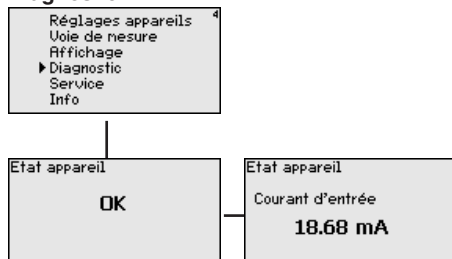 Réglages appareils 4
Voie de mesure
Affichage
Diagnostic
Service
Info
Etat appareil
OK
Etat appareil
Courant d'entrée
18.68 mA